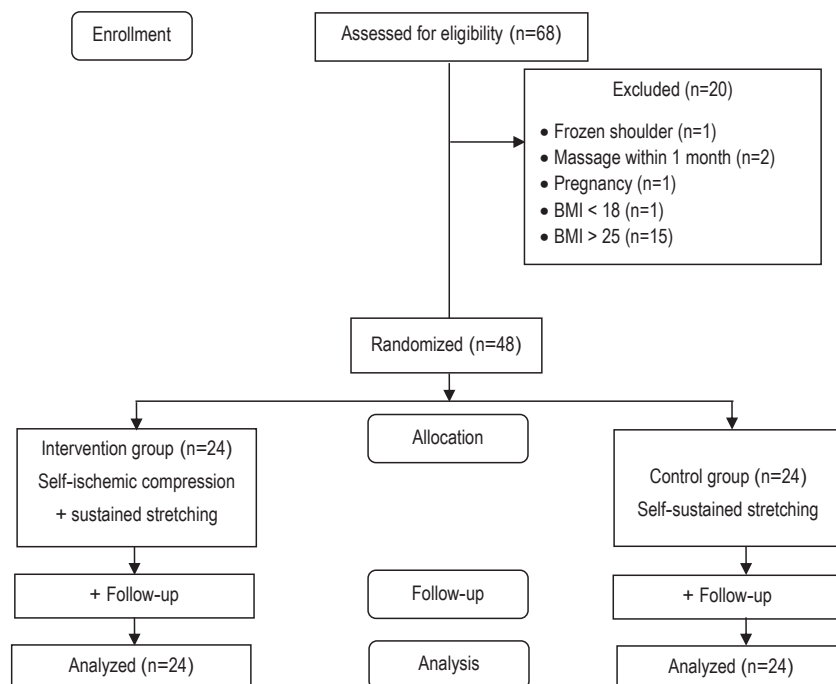 Enrollment
Assessed for eligibility (n=68)
Excluded (n=20)
• Frozen shoulder (n=1)
• Massage within 1 month (n=2)
• Pregnancy (n=1)
• BMI < 18 (n=1)
• BMI > 25 (n=15)
Randomized (n=48)
Allocation
Intervention group (n=24)
Self-ischemic compression
+ sustained stretching
Control group (n=24)
Self-sustained stretching
+ Follow-up
Follow-up
+ Follow-up
Analyzed (n=24)
Analysis
Analyzed (n=24)